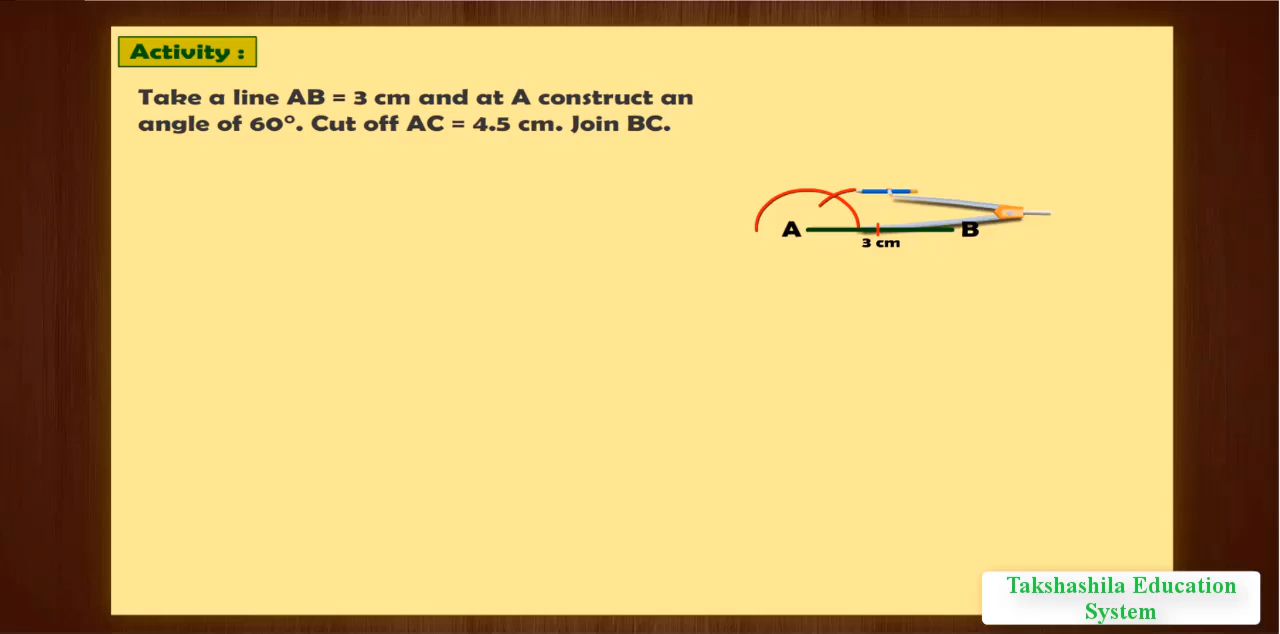 Activity :
Take a line AB = 3 cm and at A construct an
angle of 60°. Cut off AC = 4.5 cm. Join BC.
A B
3 cm
Takshashila Education
System